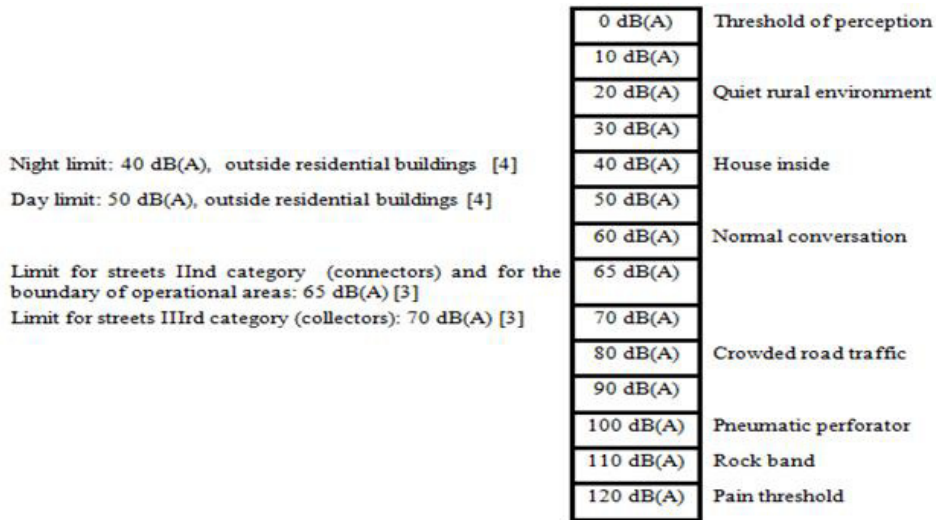 0 dB(A) Threshold of perception
10 dB(A)
20 dB(A) Quiet rural environment
30 dB(A)
Night limit: 40 dB(A), outside residential buildings [4] 40 dB(A) House inside
Day limit: 50 dB(A), outside residential buildings [4] 50 dB(A)
60 dB(A) Normal conversation
Limit for streets IInd category (connectors) and for the 65 dB(A)
boundary of operational areas: 65 dB(A) [3]
Limit for streets IIIrd category (collectors): 70 dB(A) [3] 70 dB(A)
80 dB(A) Crowded road traffic
90 dB(A)
100 dB(A) Pneumatic perforator
110 dB(A) Rock band
120 dB(A) Pain threshold